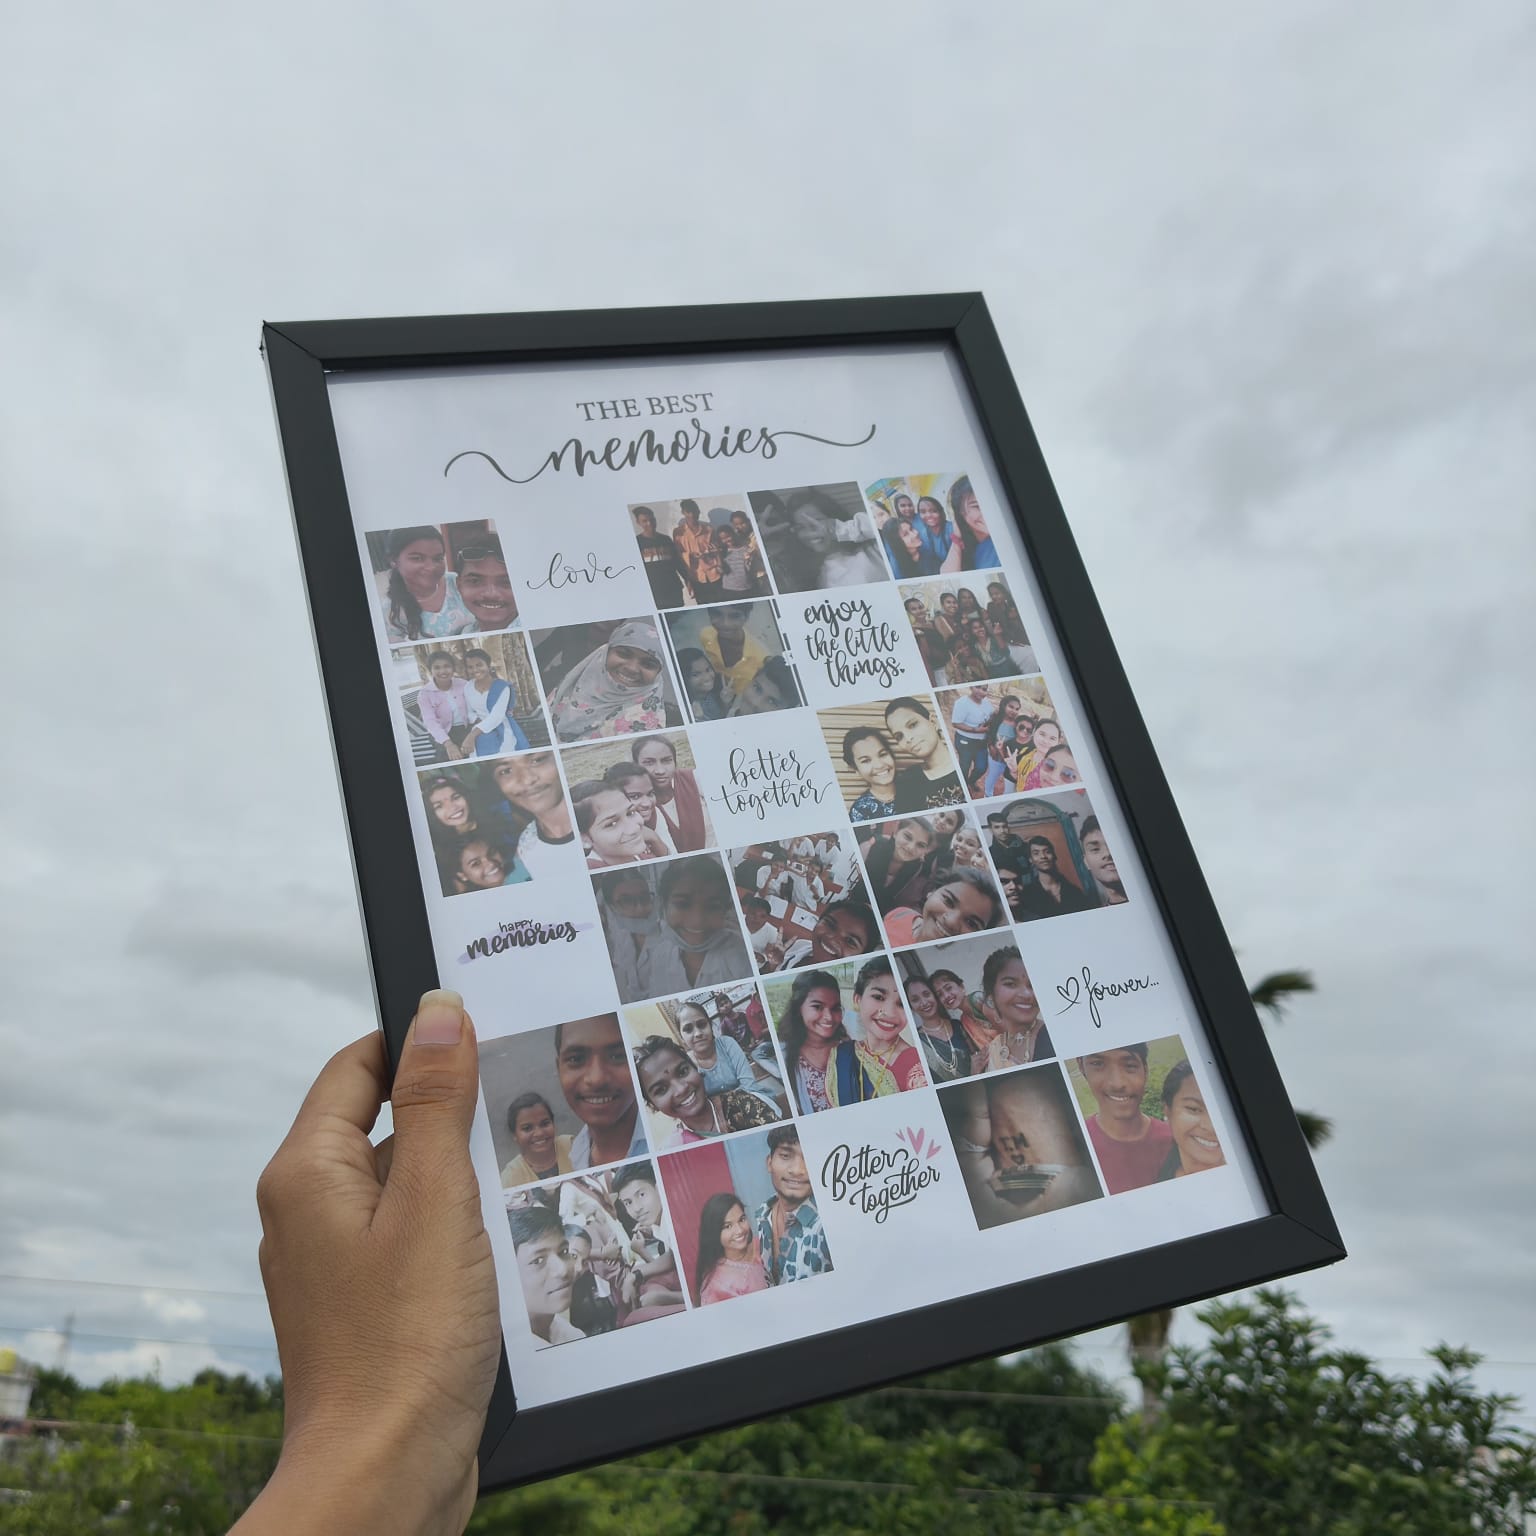 THE BEST
memories
love
enjoy
the little
things.
better
together
happy
memories
forever...
Better
together